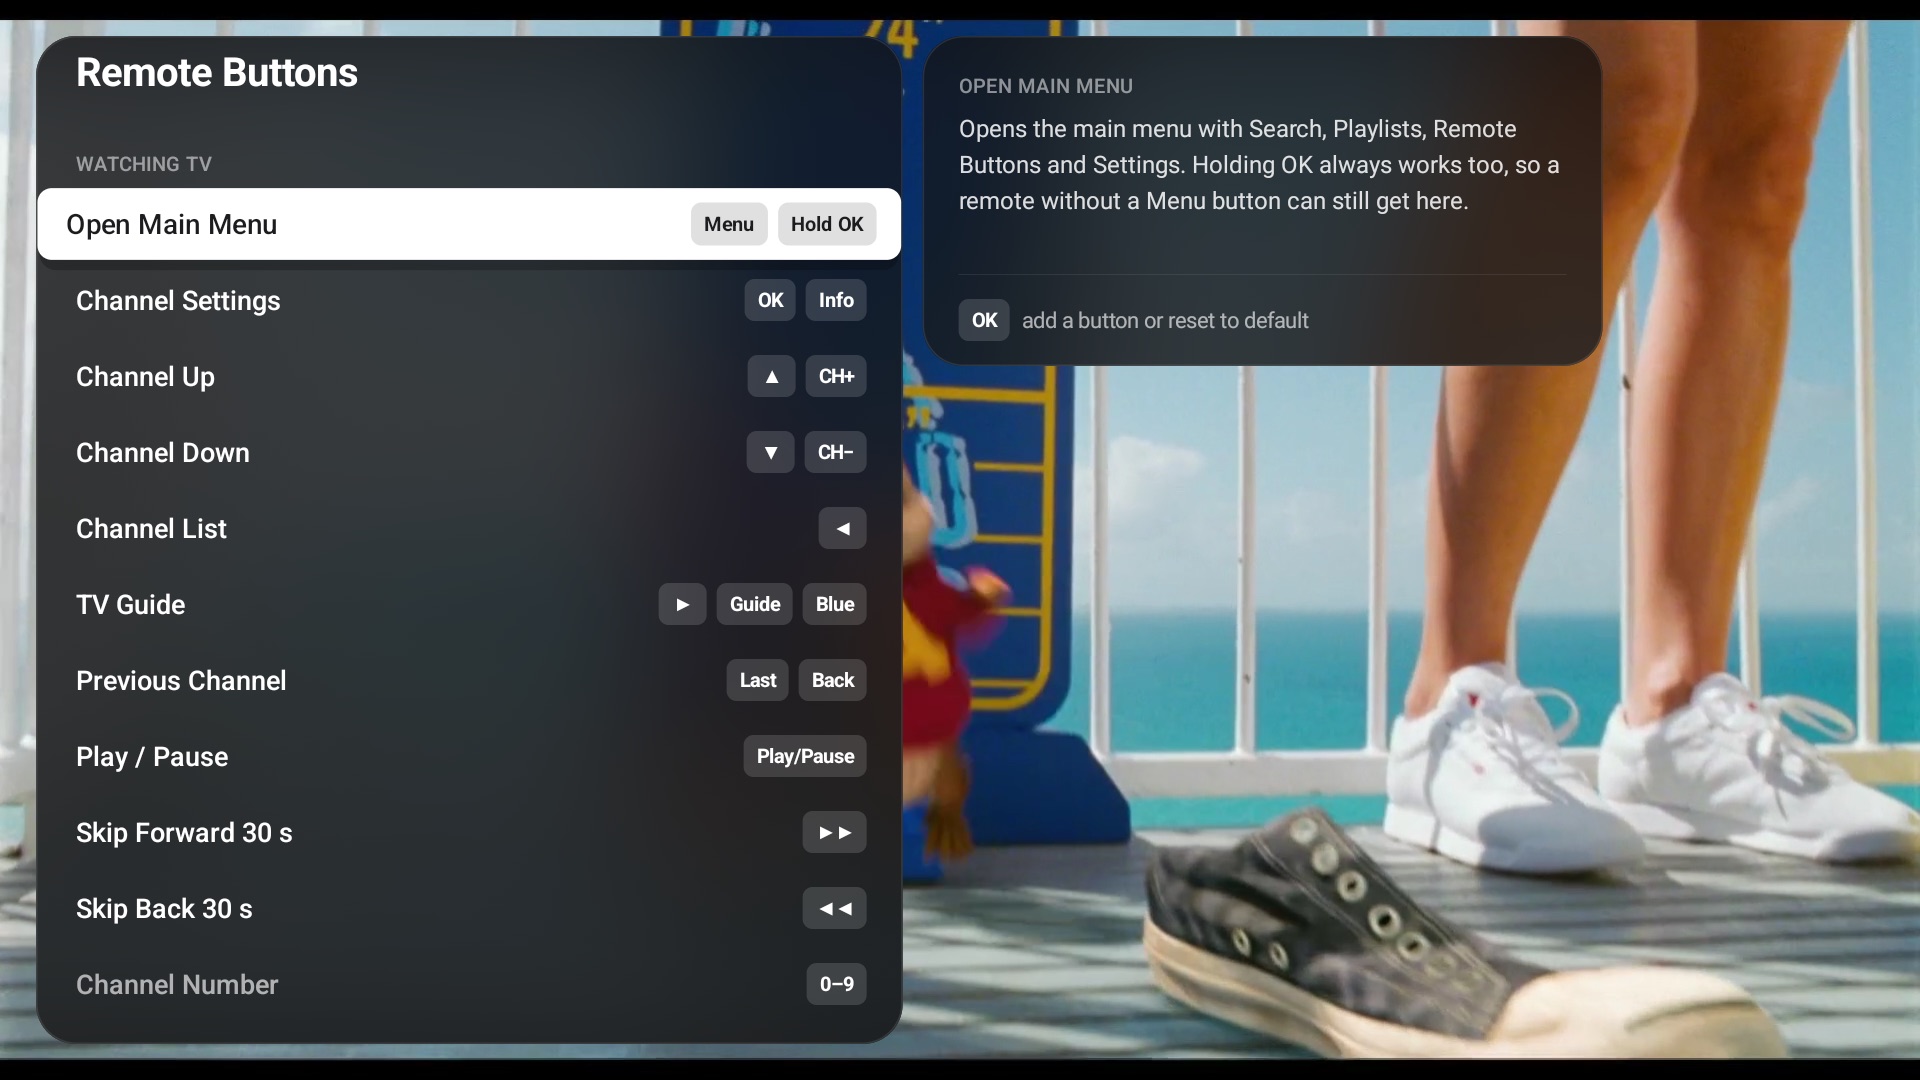 Remote Buttons
WATCHING TV
Open Main Menu Menu Hold OK
Channel Settings OK Info
Channel Up ▲ CH+
Channel Down ▼ CH−
Channel List ◀
TV Guide ▶ Guide Blue
Previous Channel Last Back
Play / Pause Play/Pause
Skip Forward 30 s ▶▶
Skip Back 30 s ◀◀
Channel Number 0–9
OPEN MAIN MENU
Opens the main menu with Search, Playlists, Remote
Buttons and Settings. Holding OK always works too, so a
remote without a Menu button can still get here.
OK add a button or reset to default
74"